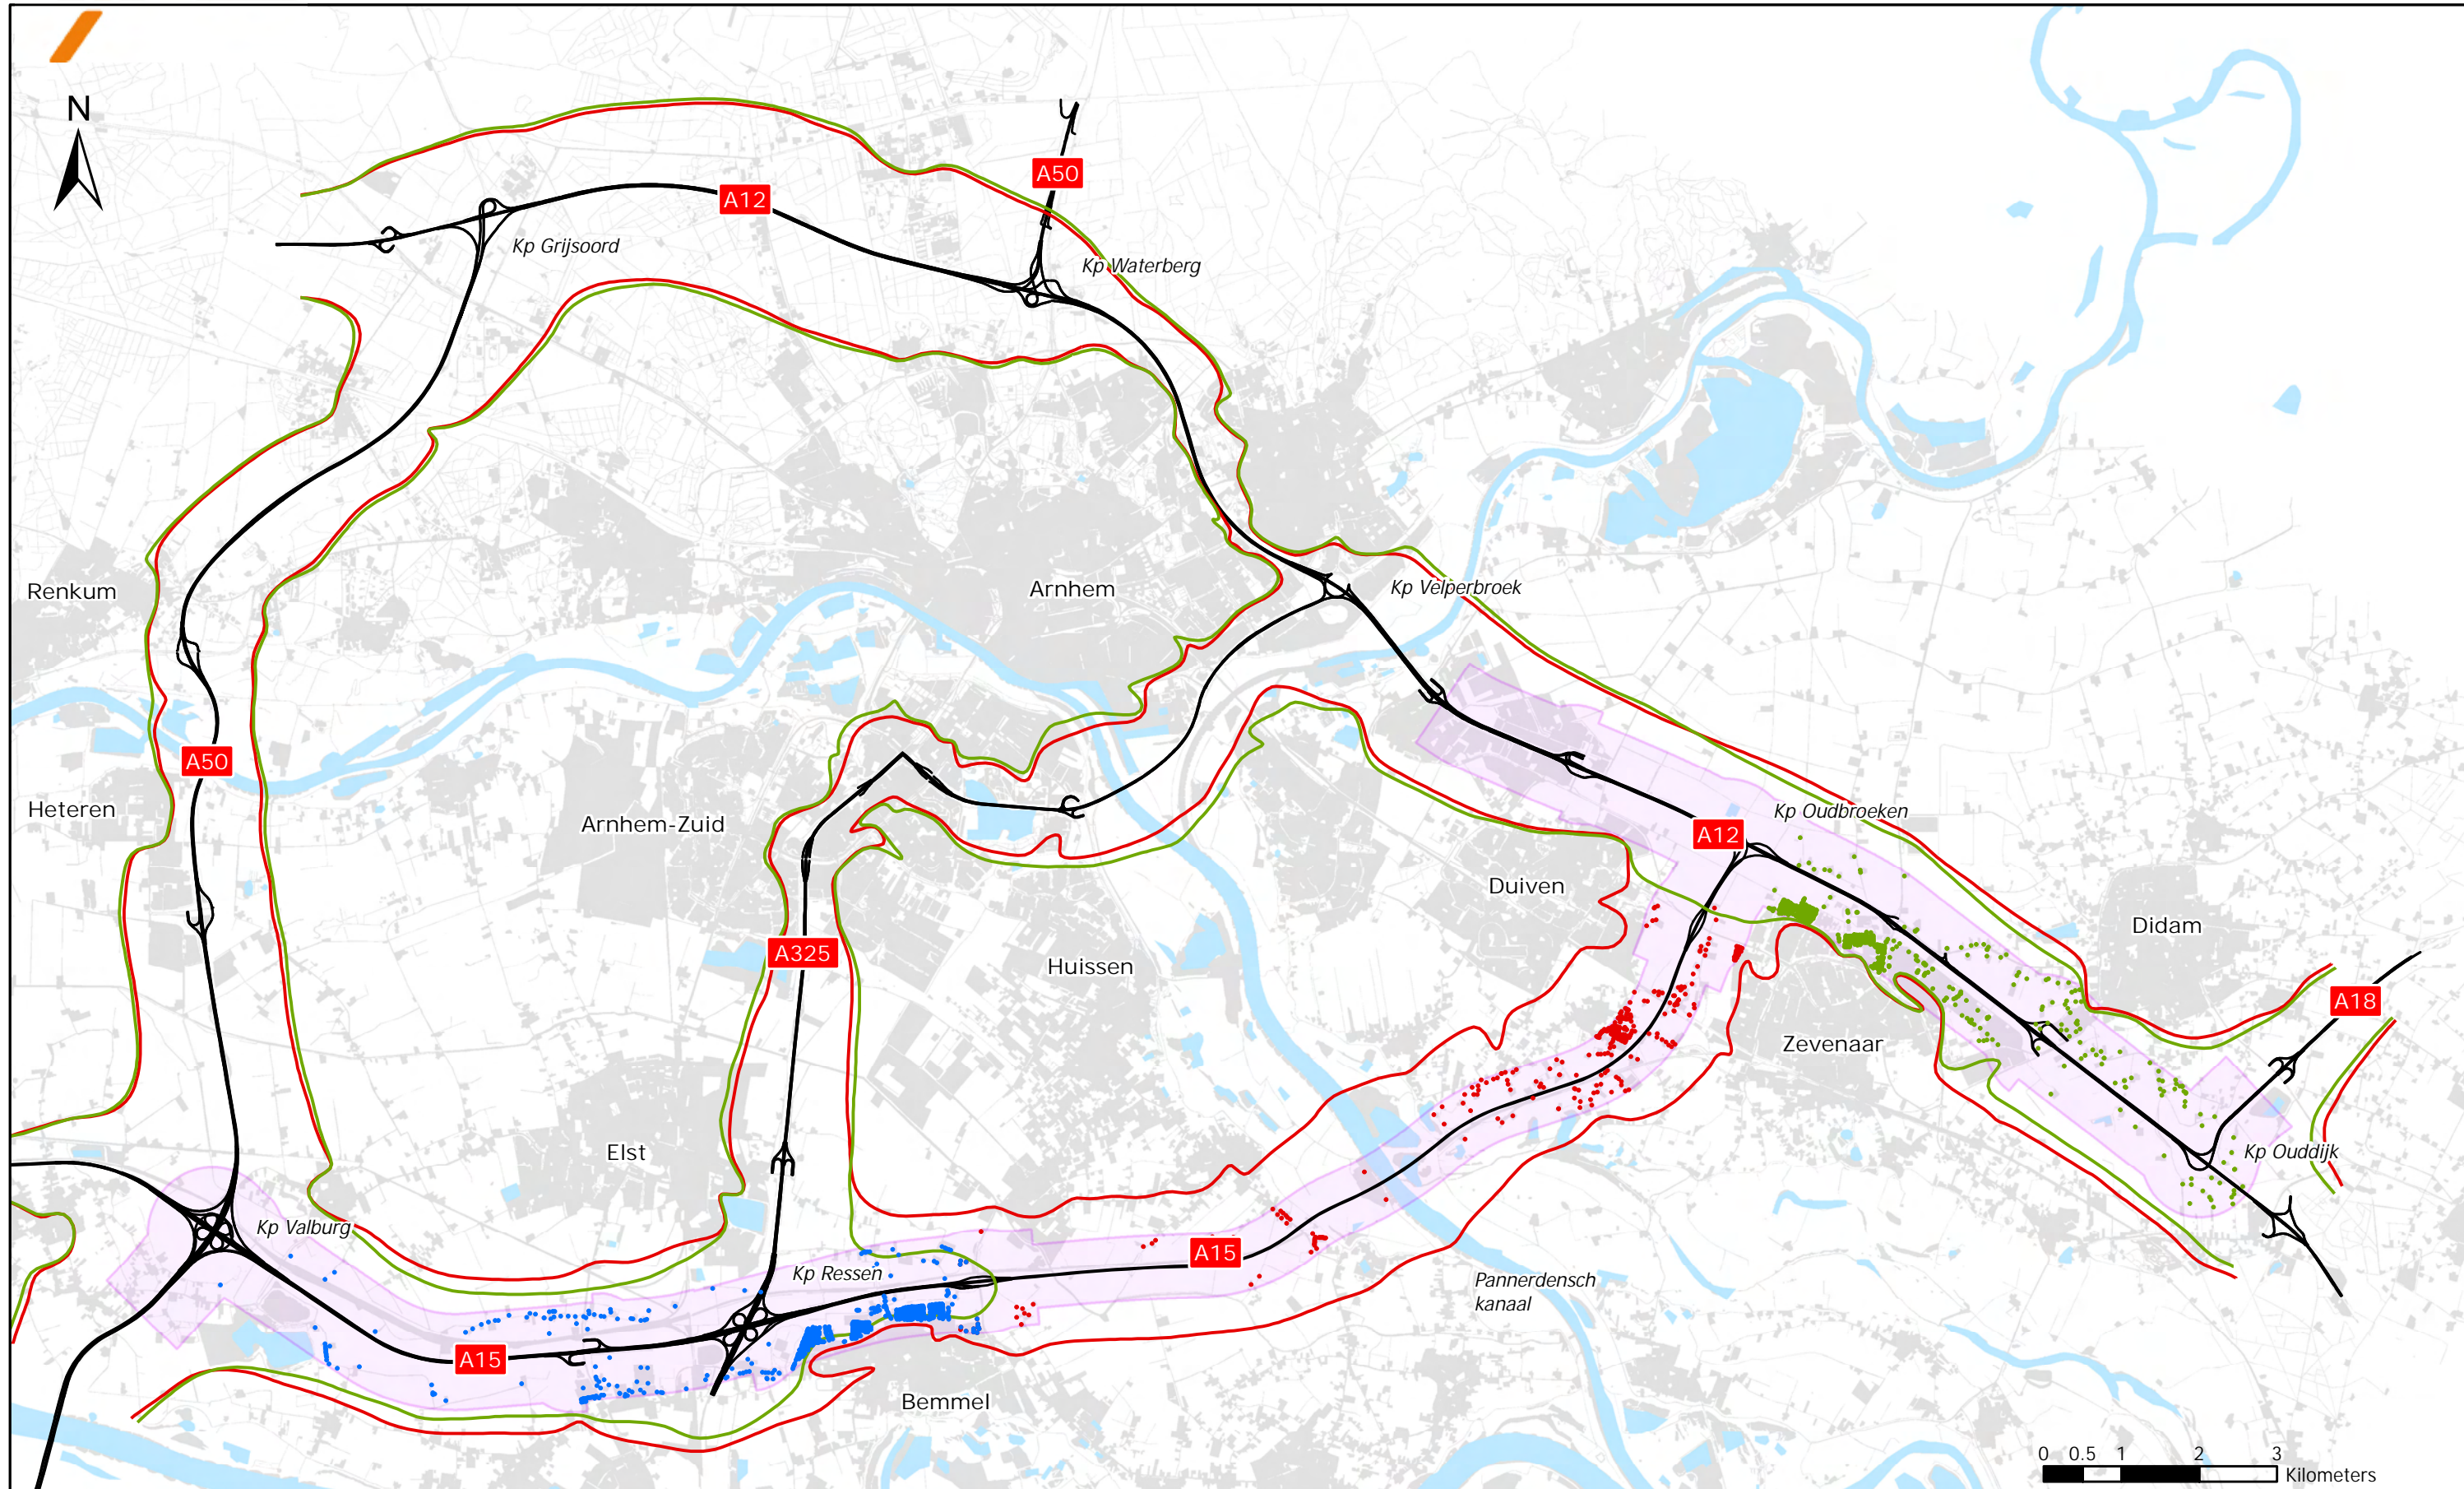 N
A50
A12
Kp Grijsoord
Kp Waterberg
Renkum
Arnhem
Kp Velperbroek
A50
Heteren
Arnhem-Zuid
Kp Oudbroeken
A12
Duiven
Didam
A325
Huissen
A18
Zevenaar
Elst
Kp Ouddijk
Kp Valburg
A15
Kp Ressen
Pannerdensch
kanaal
A15
Bemmel
0 0.5 1 2 3
Kilometers